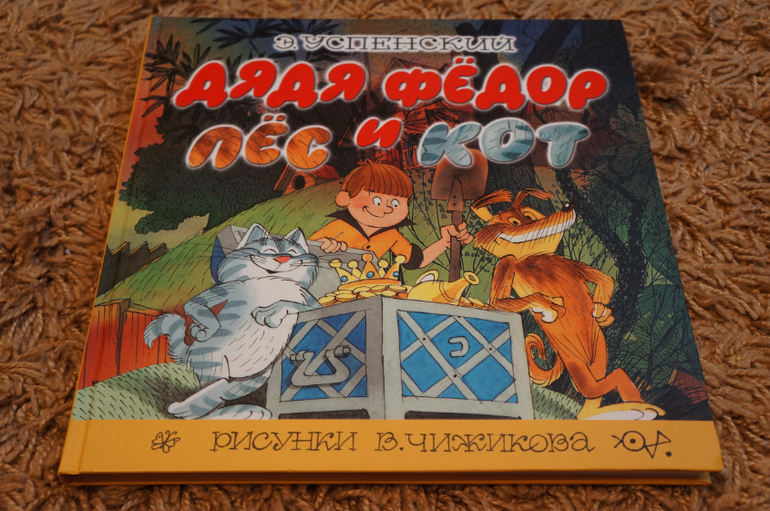 Э. УСПЕНСКИЙ
ДЯДЯ ФЁДОР
ПЁС И КОТ
РИСУНКИ В. ЧИЖИКОВА